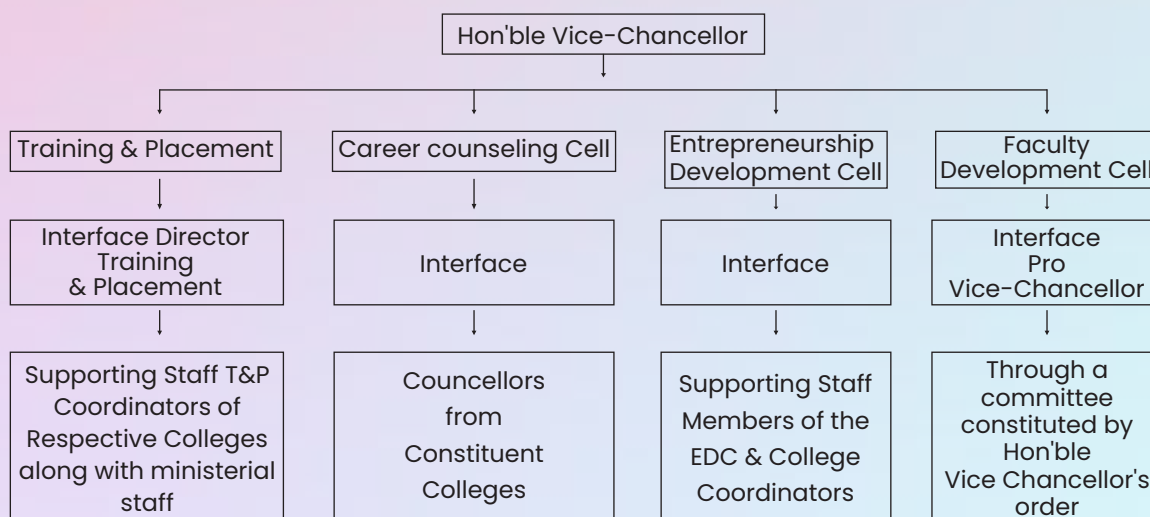 Hon'ble Vice-Chancellor
Training & Placement
Career counseling Cell
Entrepreneurship
Development Cell
Faculty
Development Cell
Interface Director
Training
& Placement
Interface
Interface
Interface
Pro
Vice-Chancellor
Supporting Staff T&P
Coordinators of
Respective Colleges
along with ministerial
staff
Councellors
from
Constituent
Colleges
Supporting Staff
Members of the
EDC & College
Coordinators
Through a
committee
constituted by
Hon'ble
Vice Chancellor's
order